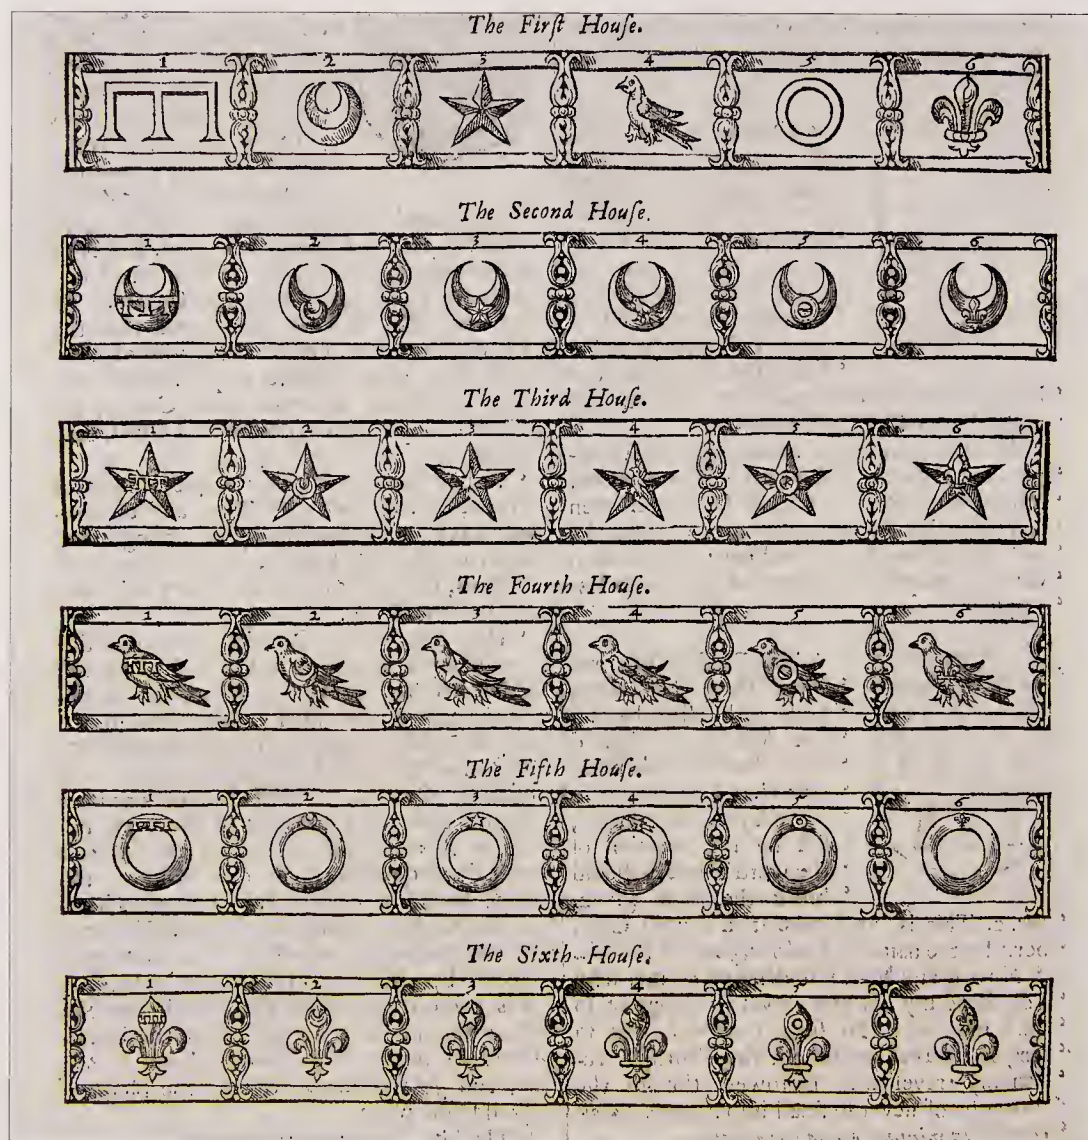 The Firſt Houſe.
1 2 3 4 5 6
The Second Houſe.
1 2 3 4 5 6
The Third Houſe.
1 2 3 4 5 6
The Fourth Houſe.
1 2 3 4 5 6
The Fifth Houſe.
1 2 3 4 5 6
The Sixth Houſe.
1 2 3 4 5 6